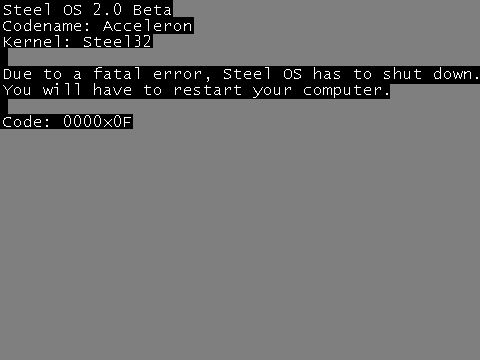 Steel OS 2.0 Beta
Codename: Acceleron
Kernel: Steel32
Due to a fatal error, Steel OS has to shut down.
You will have to restart your computer.
Code: 0000x0F